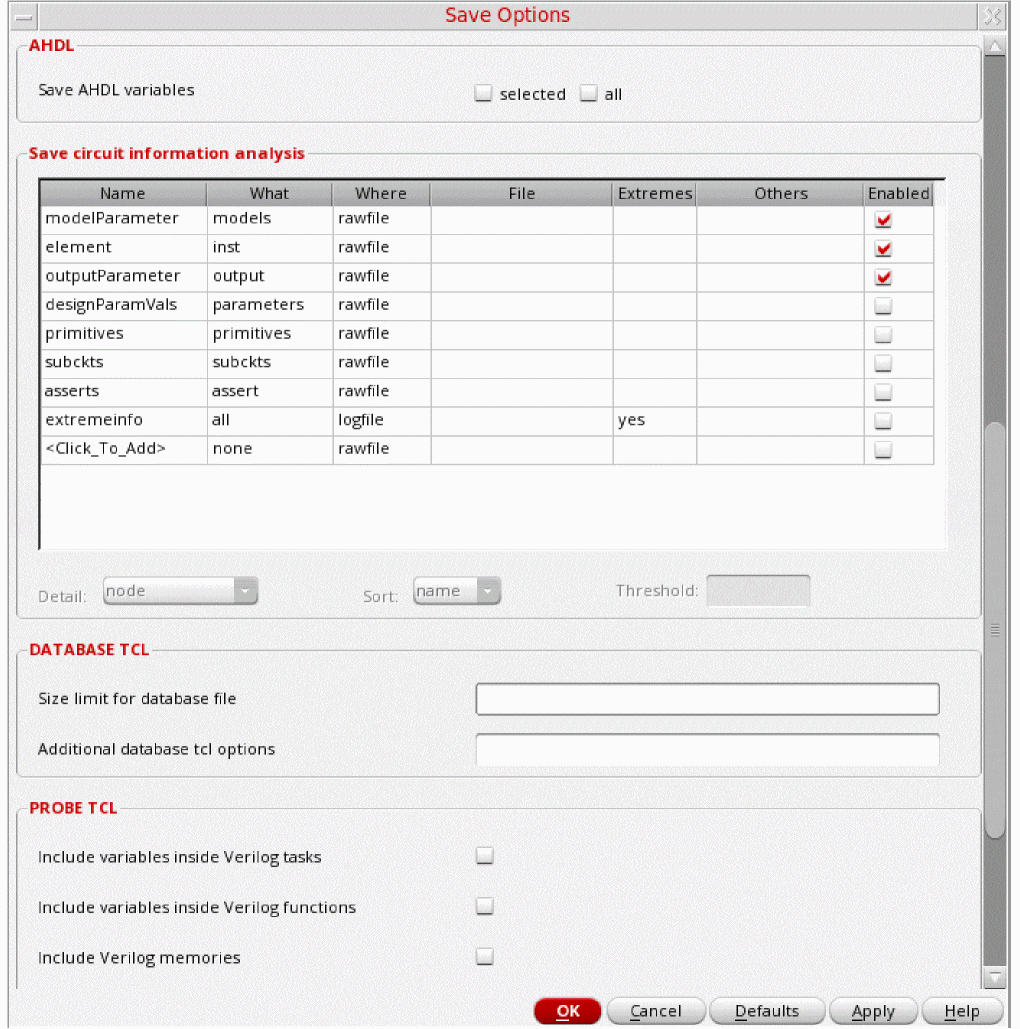 Save Options
AHDL
Save AHDL variables selected all
Save circuit information analysis
Name What Where File Extremes Others Enabled
modelParameter models rawfile
element inst rawfile
outputParameter output rawfile
designParamVals parameters rawfile
primitives primitives rawfile
subckts subckts rawfile
asserts assert rawfile
extremeinfo all logfile yes
<Click_To_Add> none rawfile
Detail: node Sort: name Threshold:
DATABASE TCL
Size limit for database file
Additional database tcl options
PROBE TCL
Include variables inside Verilog tasks
Include variables inside Verilog functions
Include Verilog memories
OK Cancel Defaults Apply Help